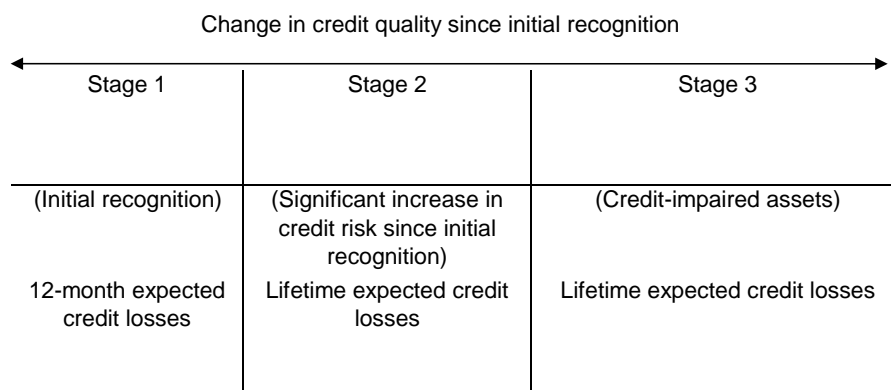 Change in credit quality since initial recognition
Stage 1
Stage 2
Stage 3
(Initial recognition)
(Significant increase in
credit risk since initial
recognition)
(Credit-impaired assets)
12-month expected
credit losses
Lifetime expected credit
losses
Lifetime expected credit losses